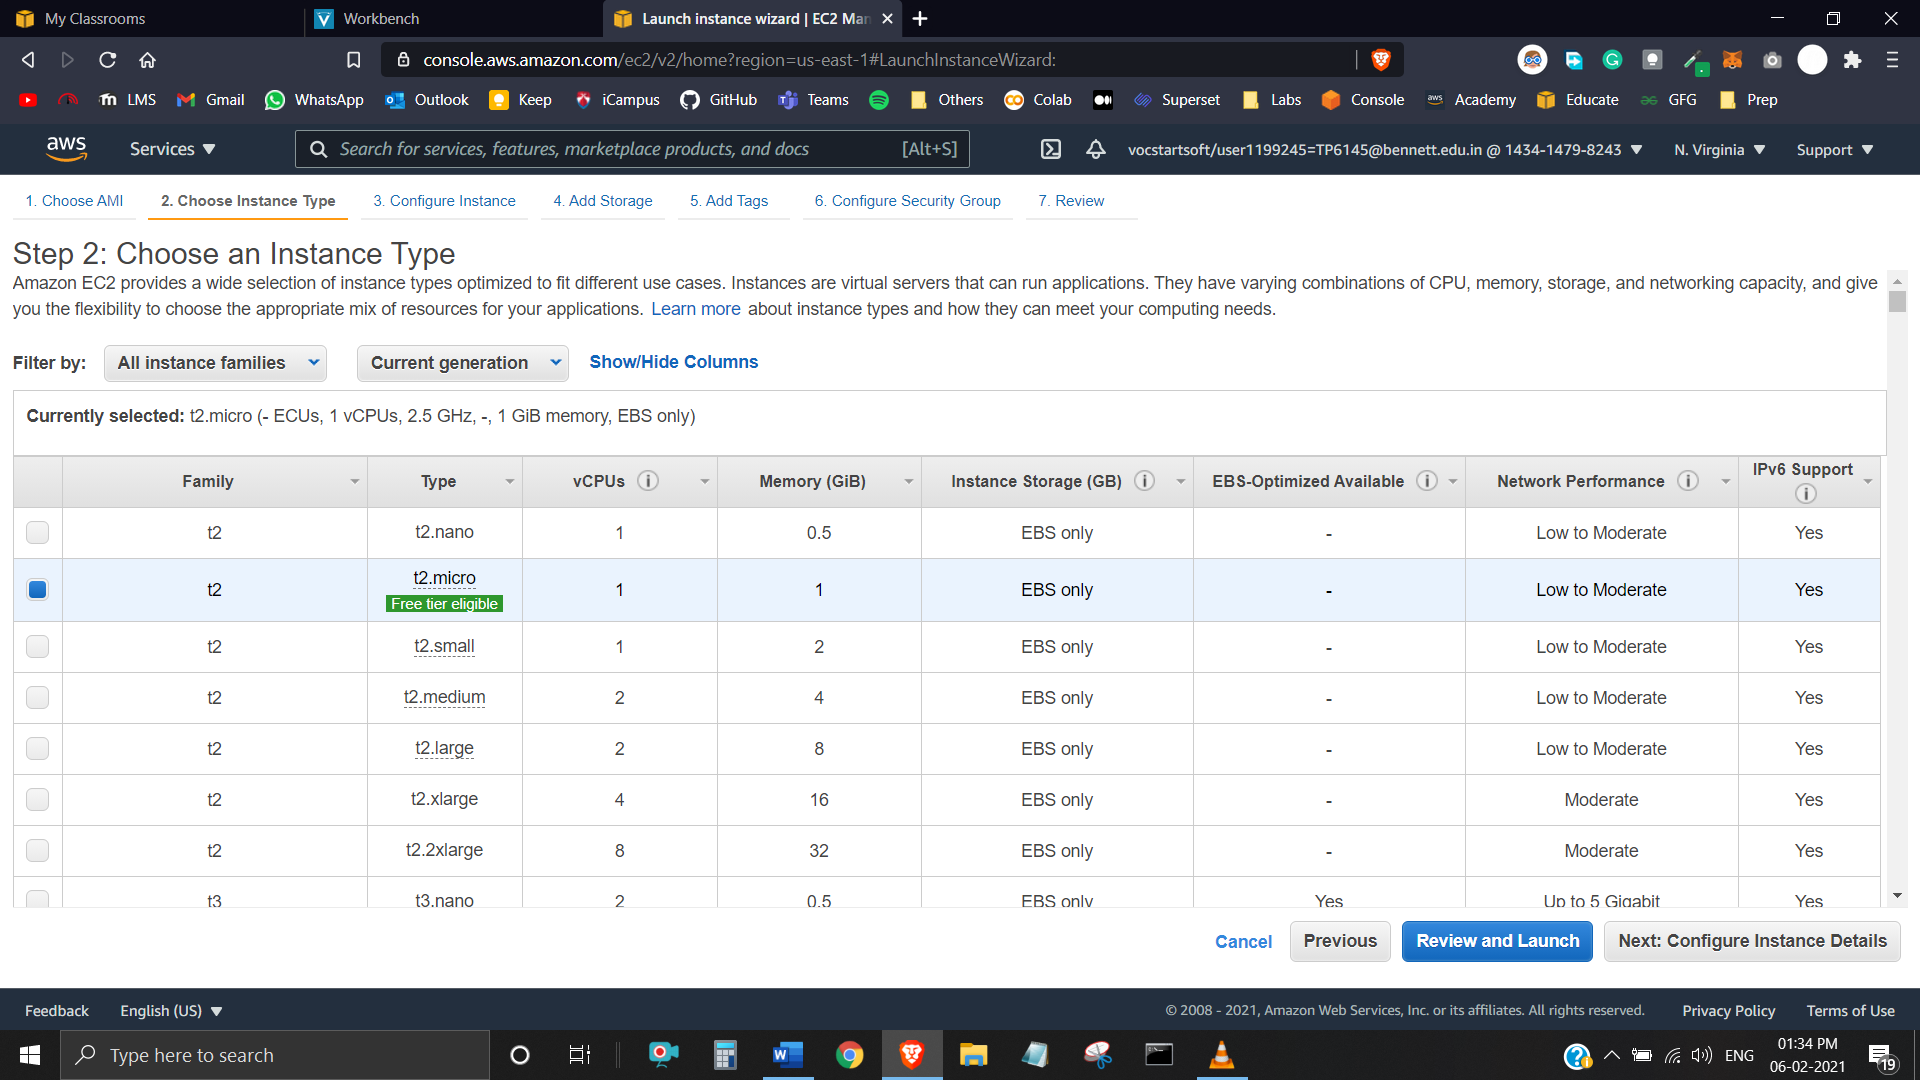 My Classrooms
Workbench
Launch instance wizard | EC2 Man
console.aws.amazon.com/ec2/v2/home?region=us-east-1#LaunchInstanceWizard:
LMS Gmail WhatsApp Outlook Keep iCampus GitHub Teams Others Colab Superset Labs Console aws Academy Educate GFG Prep
aws Services Search for services, features, marketplace products, and docs [Alt+S] vocstartsoft/user1199245=TP6145@bennett.edu.in @ 1434-1479-8243 N. Virginia Support
1. Choose AMI 2. Choose Instance Type 3. Configure Instance 4. Add Storage 5. Add Tags 6. Configure Security Group 7. Review
Step 2: Choose an Instance Type
Amazon EC2 provides a wide selection of instance types optimized to fit different use cases. Instances are virtual servers that can run applications. They have varying combinations of CPU, memory, storage, and networking capacity, and give
you the flexibility to choose the appropriate mix of resources for your applications. Learn more about instance types and how they can meet your computing needs.
Filter by: All instance families Current generation Show/Hide Columns
Currently selected: t2.micro (- ECUs, 1 vCPUs, 2.5 GHz, -, 1 GiB memory, EBS only)
Family Type vCPUs Memory (GiB) Instance Storage (GB) EBS-Optimized Available Network Performance IPv6 Support
t2 t2.nano 1 0.5 EBS only - Low to Moderate Yes
t2 t2.micro 1 1 EBS only - Low to Moderate Yes
Free tier eligible
t2 t2.small 1 2 EBS only - Low to Moderate Yes
t2 t2.medium 2 4 EBS only - Low to Moderate Yes
t2 t2.large 2 8 EBS only - Low to Moderate Yes
t2 t2.xlarge 4 16 EBS only - Moderate Yes
t2 t2.2xlarge 8 32 EBS only - Moderate Yes
t3 t3.nano 2 0.5 EBS only Yes Up to 5 Gigabit Yes
Cancel Previous Review and Launch Next: Configure Instance Details
Feedback English (US) © 2008 - 2021, Amazon Web Services, Inc. or its affiliates. All rights reserved. Privacy Policy Terms of Use
Type here to search
ENG
01:34 PM
06-02-2021
19